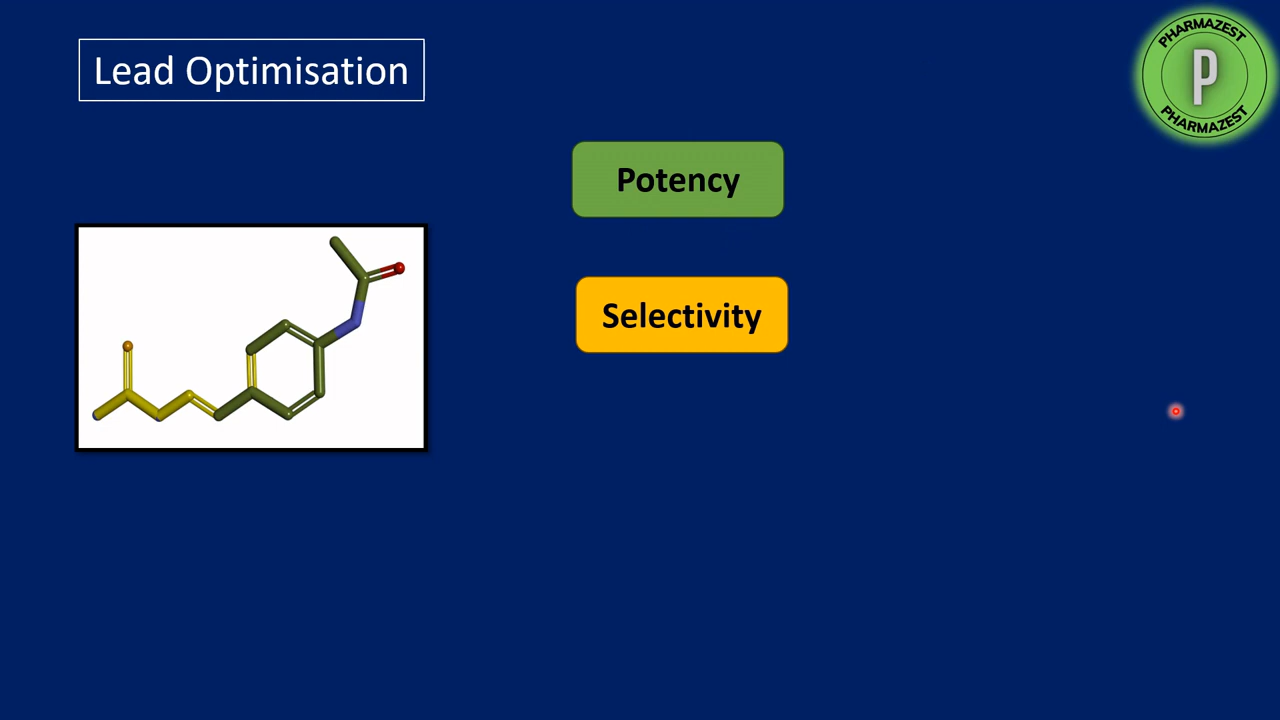 Lead Optimisation
PHARMAZEST
P
PHARMAZEST
Potency
Selectivity